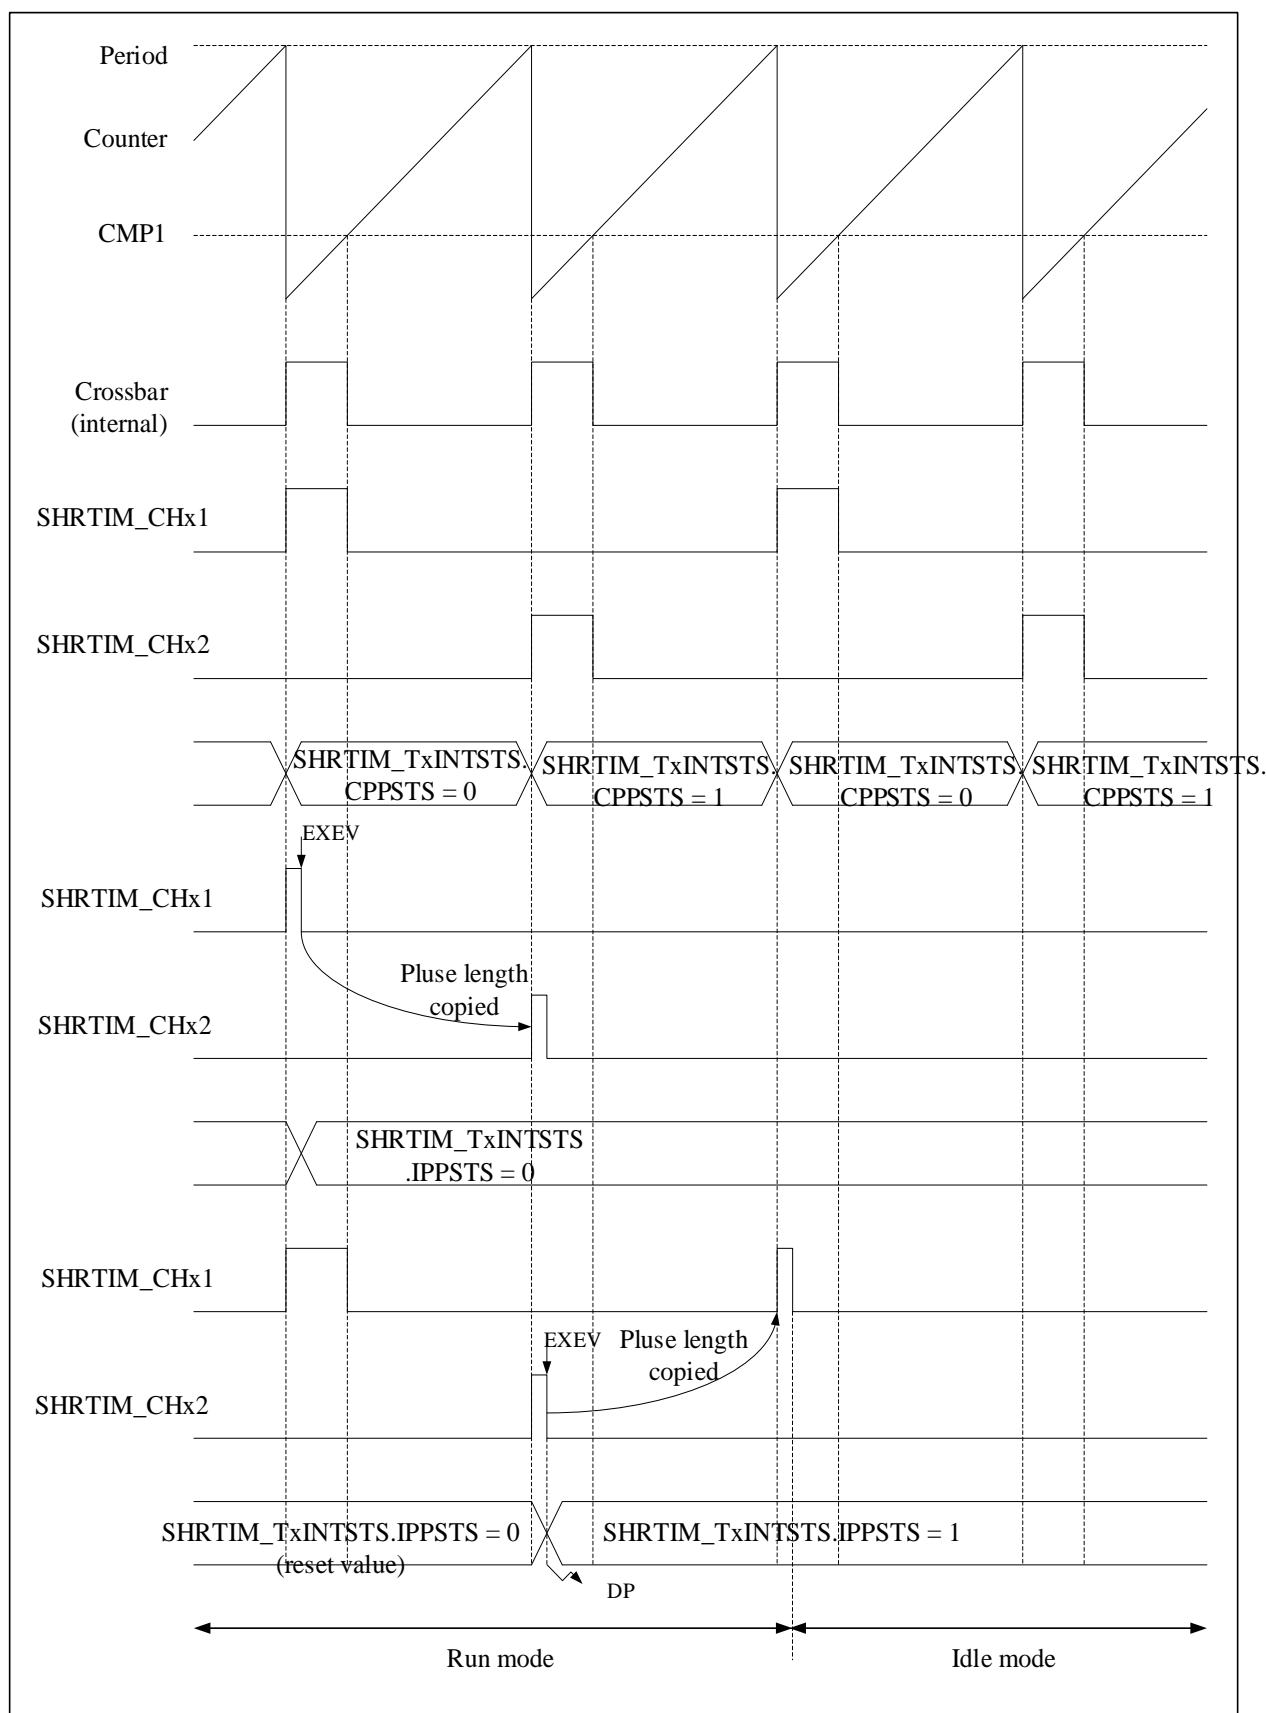 Period
Counter
CMP1
Crossbar
(internal)
SHRTIM_CHx1
SHRTIM_CHx2
SHRTIM_TxINTSTS.
CPPSTS = 0
SHRTIM_TxINTSTS.
CPPSTS = 1
SHRTIM_TxINTSTS.
CPPSTS = 0
SHRTIM_TxINTSTS.
CPPSTS = 1
EXEV
SHRTIM_CHx1
Pluse length
copied
SHRTIM_CHx2
SHRTIM_TxINTSTS
.IPPSTS = 0
SHRTIM_CHx1
EXEV
Pluse length
copied
SHRTIM_CHx2
SHRTIM_TxINTSTS.IPPSTS = 0
(reset value)
SHRTIM_TxINTSTS.IPPSTS = 1
DP
Run mode
Idle mode